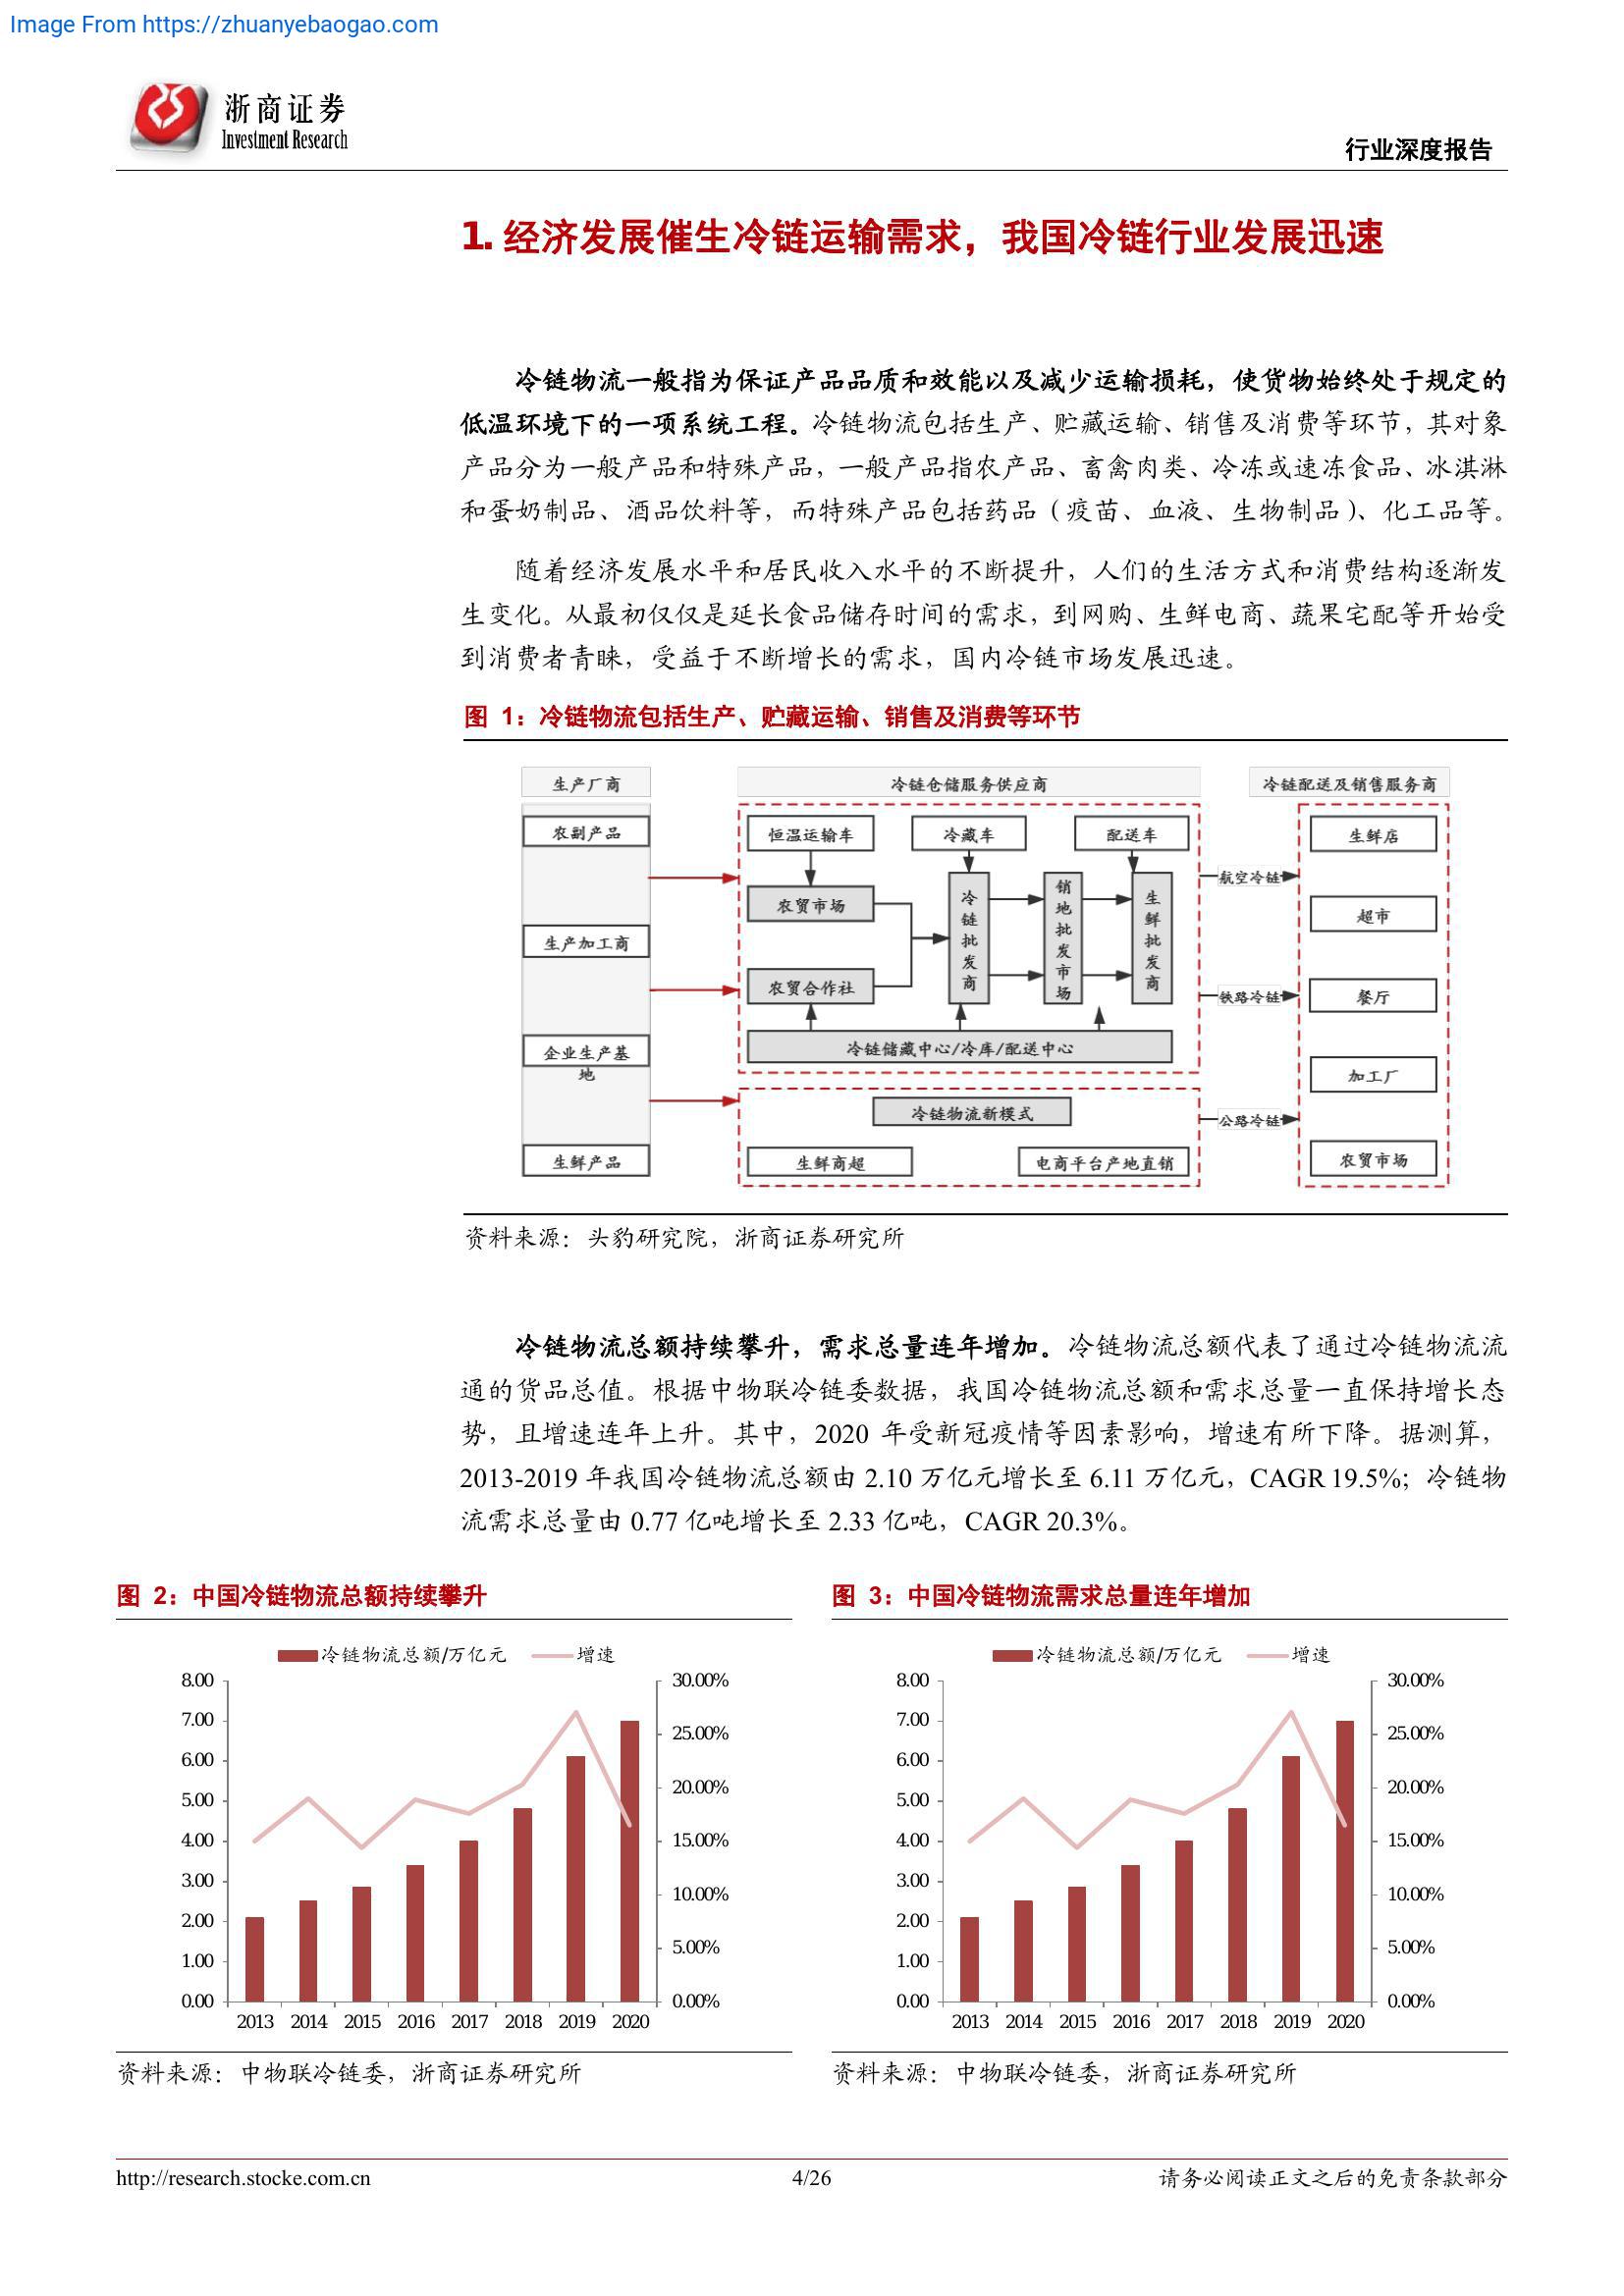 Image From https://zhuanyebaogao.com
浙商证券
Investment Research
行业深度报告
1. 经济发展催生冷链运输需求，我国冷链行业发展迅速
冷链物流一般指为保证产品品质和效能以及减少运输损耗，使货物始终处于规定的
低温环境下的一项系统工程。冷链物流包括生产、贮藏运输、销售及消费等环节，其对象
产品分为一般产品和特殊产品，一般产品指农产品、畜禽肉类、冷冻或速冻食品、冰淇淋
和蛋奶制品、酒品饮料等，而特殊产品包括药品（疫苗、血液、生物制品）、化工品等。
随着经济发展水平和居民收入水平的不断提升，人们的生活方式和消费结构逐渐发
生变化。从最初仅仅是延长食品储存时间的需求，到网购、生鲜电商、蔬果宅配等开始受
到消费者青睐，受益于不断增长的需求，国内冷链市场发展迅速。
图 1：冷链物流包括生产、贮藏运输、销售及消费等环节
生产厂商
农副产品
生产加工商
企业生产基
地
生鲜产品
冷链仓储服务供应商
恒温运输车
冷藏车
配送车
农贸市场
农贸合作社
冷链批发商
销地批发市场
生鲜批发商
冷链储藏中心/冷库/配送中心
冷链物流新模式
生鲜商超
电商平台产地直销
航空冷链
铁路冷链
公路冷链
冷链配送及销售服务商
生鲜店
超市
餐厅
加工厂
农贸市场
资料来源：头豹研究院，浙商证券研究所
冷链物流总额持续攀升，需求总量连年增加。冷链物流总额代表了通过冷链物流流
通的货品总值。根据中物联冷链委数据，我国冷链物流总额和需求总量一直保持增长态
势，且增速连年上升。其中，2020 年受新冠疫情等因素影响，增速有所下降。据测算，
2013-2019 年我国冷链物流总额由 2.10 万亿元增长至 6.11 万亿元，CAGR 19.5%；冷链物
流需求总量由 0.77 亿吨增长至 2.33 亿吨，CAGR 20.3%。
图 2：中国冷链物流总额持续攀升
冷链物流总额/万亿元 增速
8.00 30.00%
7.00 25.00%
6.00
5.00 20.00%
4.00 15.00%
3.00 10.00%
2.00
1.00 5.00%
0.00 0.00%
2013 2014 2015 2016 2017 2018 2019 2020
资料来源：中物联冷链委，浙商证券研究所
图 3：中国冷链物流需求总量连年增加
冷链物流总额/万亿元 增速
8.00 30.00%
7.00 25.00%
6.00
5.00 20.00%
4.00 15.00%
3.00 10.00%
2.00
1.00 5.00%
0.00 0.00%
2013 2014 2015 2016 2017 2018 2019 2020
资料来源：中物联冷链委，浙商证券研究所
http://research.stocke.com.cn 4/26 请务必阅读正文之后的免责条款部分